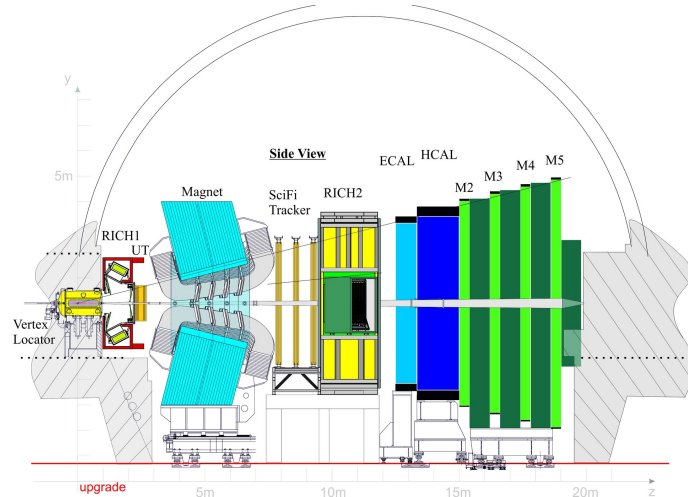 y
Side View
5m
ECAL
HCAL
M2
M3
M4
M5
Magnet
SciFi
Tracker
RICH2
RICH1
UT
Vertex
Locator
upgrade
5m
10m
15m
20m
z